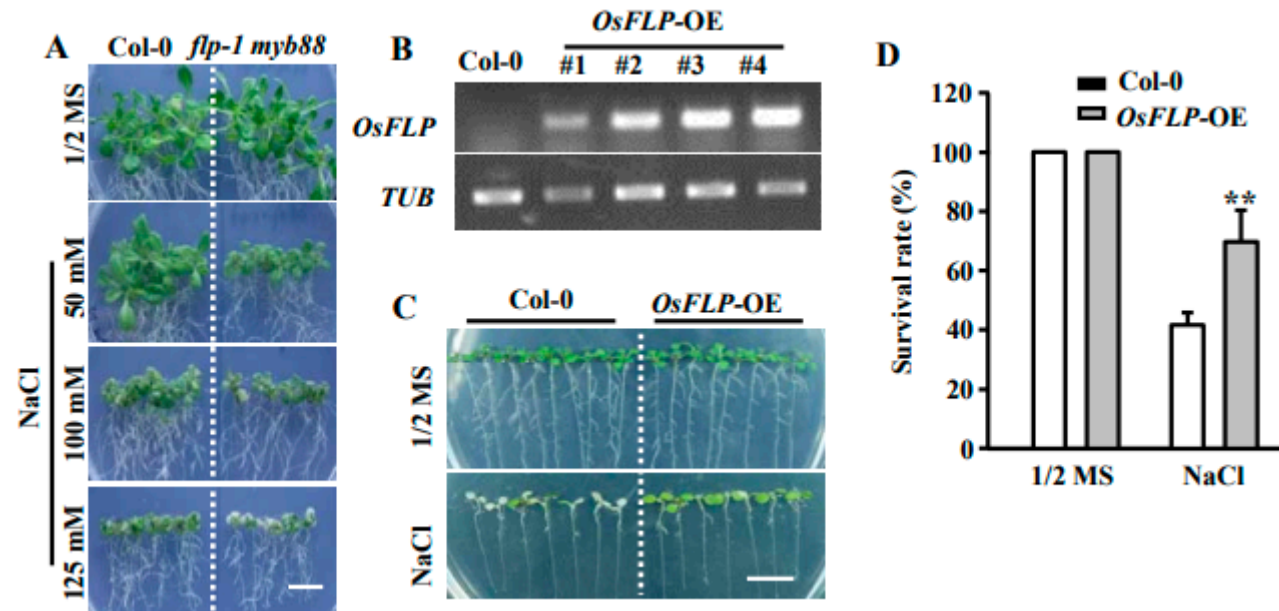 A
Col-0 flp-1 myb88
1/2 MS
50 mM
100 mM
125 mM
NaCl
B
OsFLP-OE
Col-0 #1 #2 #3 #4
OsFLP
TUB
C
Col-0 OsFLP-OE
1/2 MS
NaCl
D
Col-0
OsFLP-OE
Survival rate (%)
120
100
80
60
40
20
0
**
1/2 MS NaCl